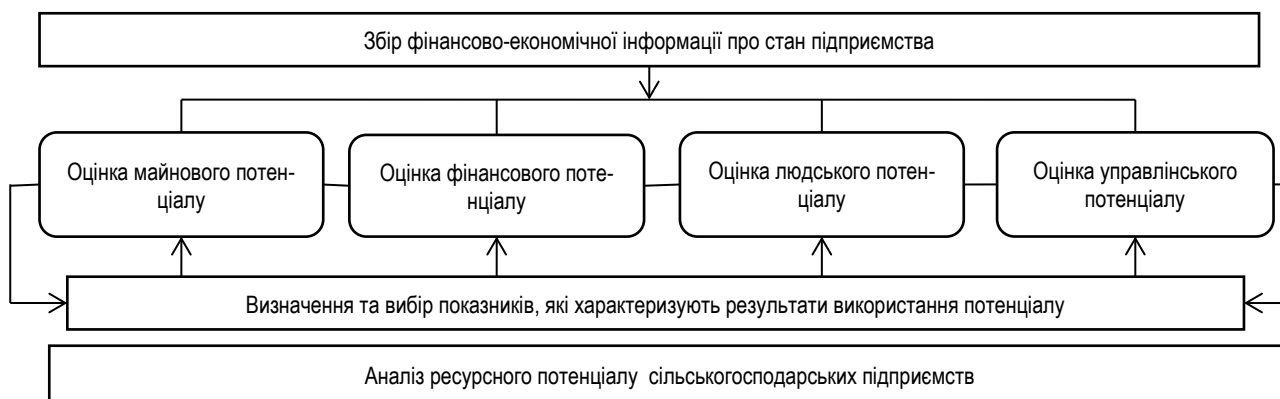 Збір фінансово-економічної інформації про стан підприємства
Оцінка майнового потен-
ціалу
Оцінка фінансового поте-
нціалу
Оцінка людського потен-
ціалу
Оцінка управлінського
потенціалу
Визначення та вибір показників, які характеризують результати використання потенціалу
Аналіз ресурсного потенціалу сільськогосподарських підприємств